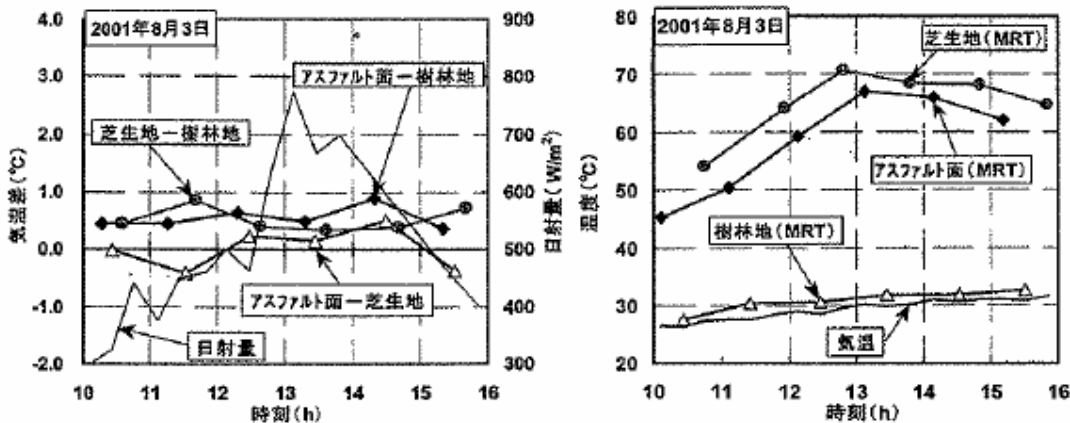 2001年8月3日
4.0
3.0
2.0
1.0
0.0
-1.0
-2.0
気温差(℃)
900
800
700
600
500
400
300
日射量(W/m²)
アスファルト面－樹林地
芝生地－樹林地
アスファルト面－芝生地
日射量
10 11 12 13 14 15 16
時刻(h)
2001年8月3日
80
70
60
50
40
30
20
温度(℃)
芝生地(MRT)
アスファルト面(MRT)
樹林地(MRT)
気温
10 11 12 13 14 15 16
時刻(h)